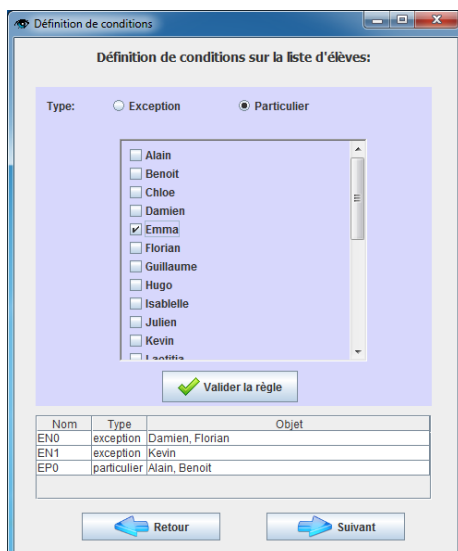 Définition de conditions
Définition de conditions sur la liste d'élèves:
Type: Exception Particulier
Alain
Benoit
Chloe
Damien
Emma
Florian
Guillaume
Hugo
Isablelle
Julien
Kevin
Laetitia
Valider la règle
Nom Type Objet
EN0 exception Damien, Florian
EN1 exception Kevin
EP0 particulier Alain, Benoit
Retour Suivant